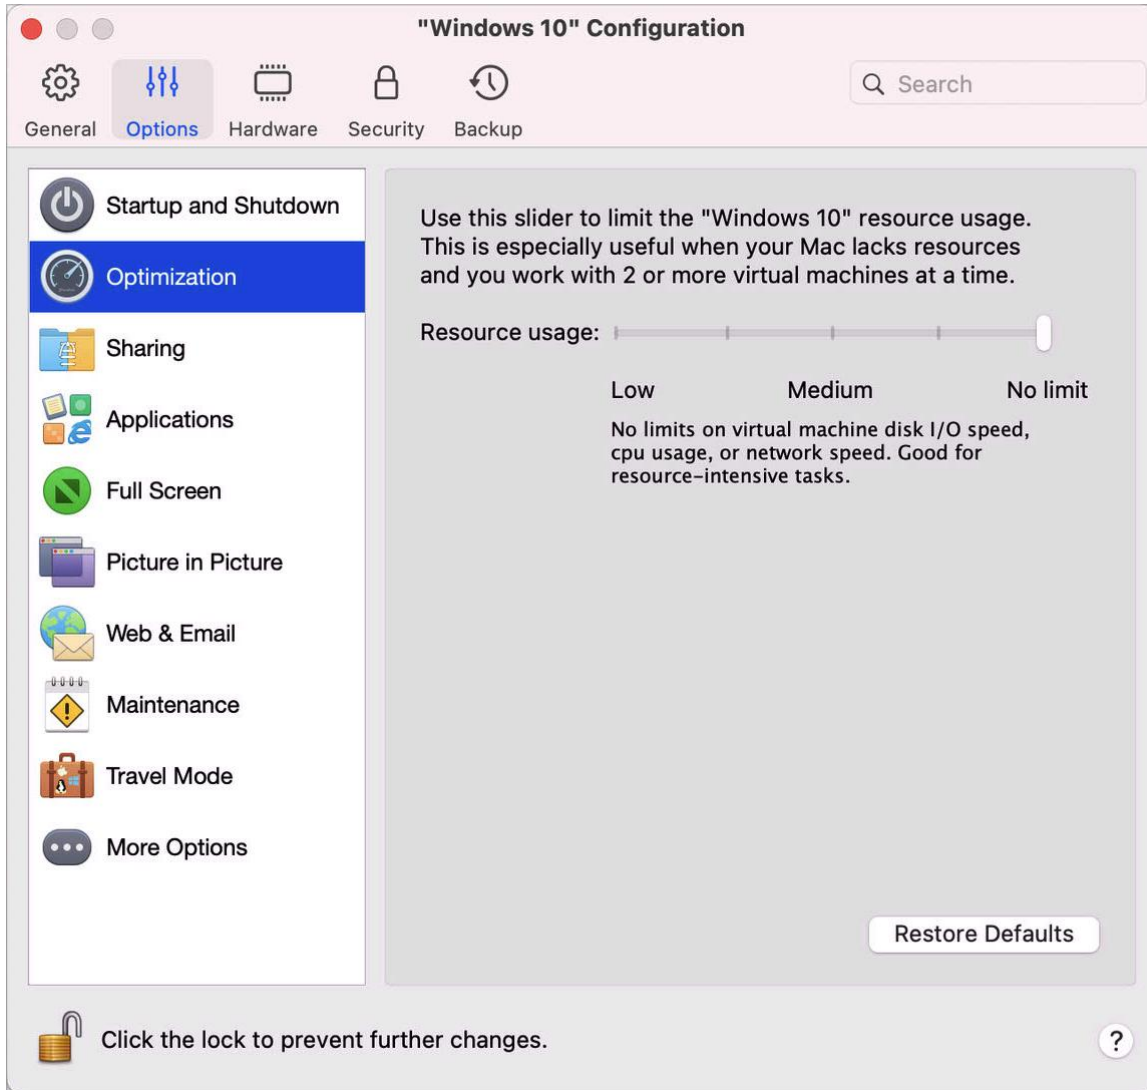 "Windows 10" Configuration
General
Options
Hardware
Security
Backup
Search
Startup and Shutdown
Optimization
Sharing
Applications
Full Screen
Picture in Picture
Web & Email
Maintenance
Travel Mode
More Options
Use this slider to limit the "Windows 10" resource usage.
This is especially useful when your Mac lacks resources
and you work with 2 or more virtual machines at a time.
Resource usage:
Low Medium No limit
No limits on virtual machine disk I/O speed,
cpu usage, or network speed. Good for
resource-intensive tasks.
Restore Defaults
Click the lock to prevent further changes.
?